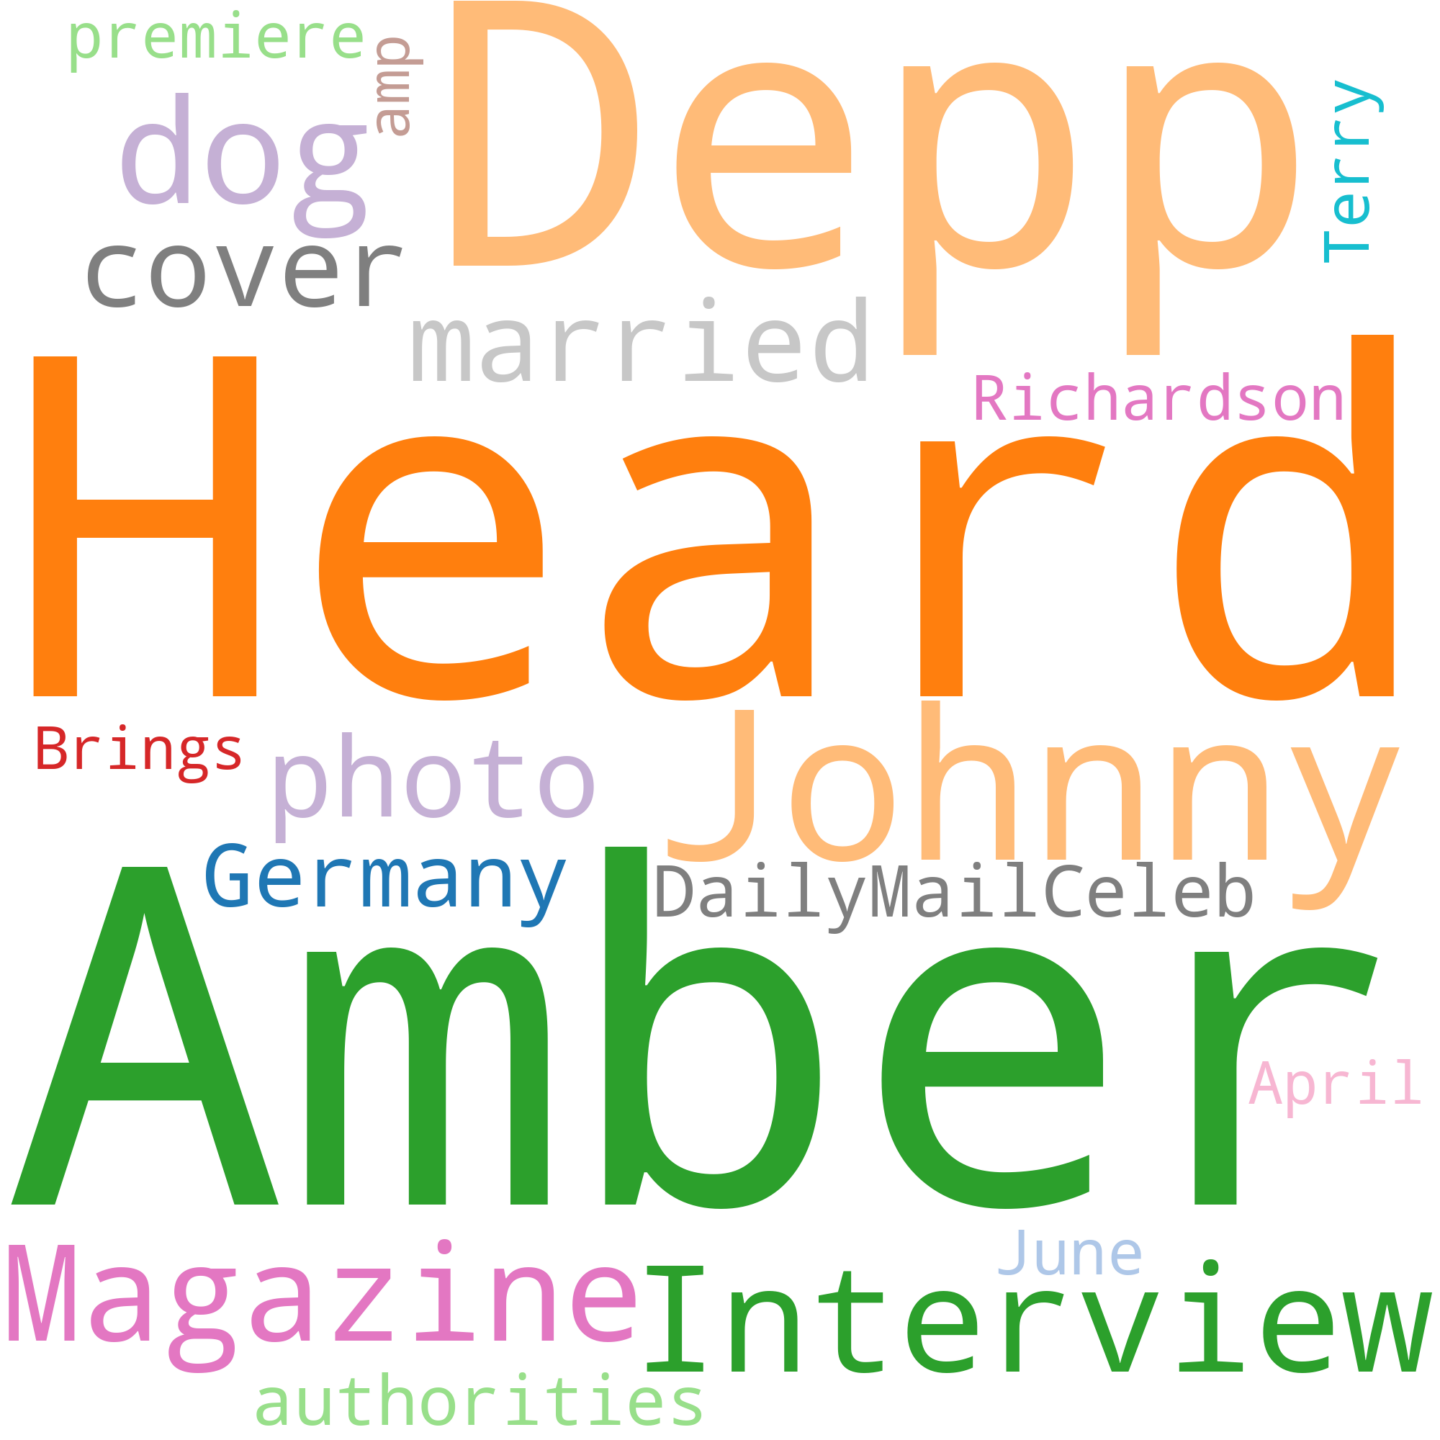 premiere
amp
Depp
dog
Terry
cover
married
Richardson
Heard
Brings
photo
Johnny
Germany
DailyMailCeleb
Amber
April
Magazine
June
Interview
authorities